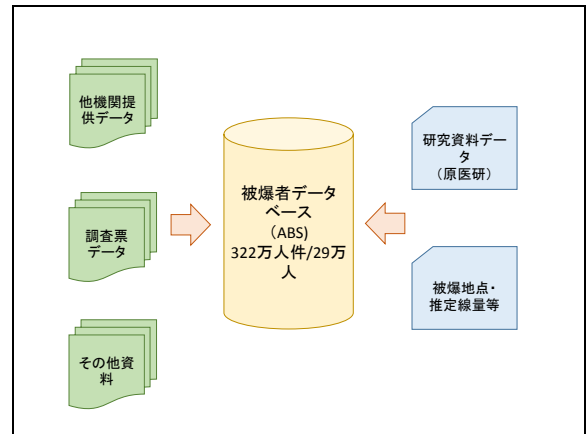 他機関提
供データ
調査票
データ
その他資
料
被爆者データ
ベース
（ABS)
322万人件/29万
人
研究資料デー
タ
（原医研）
被爆地点・
推定線量等